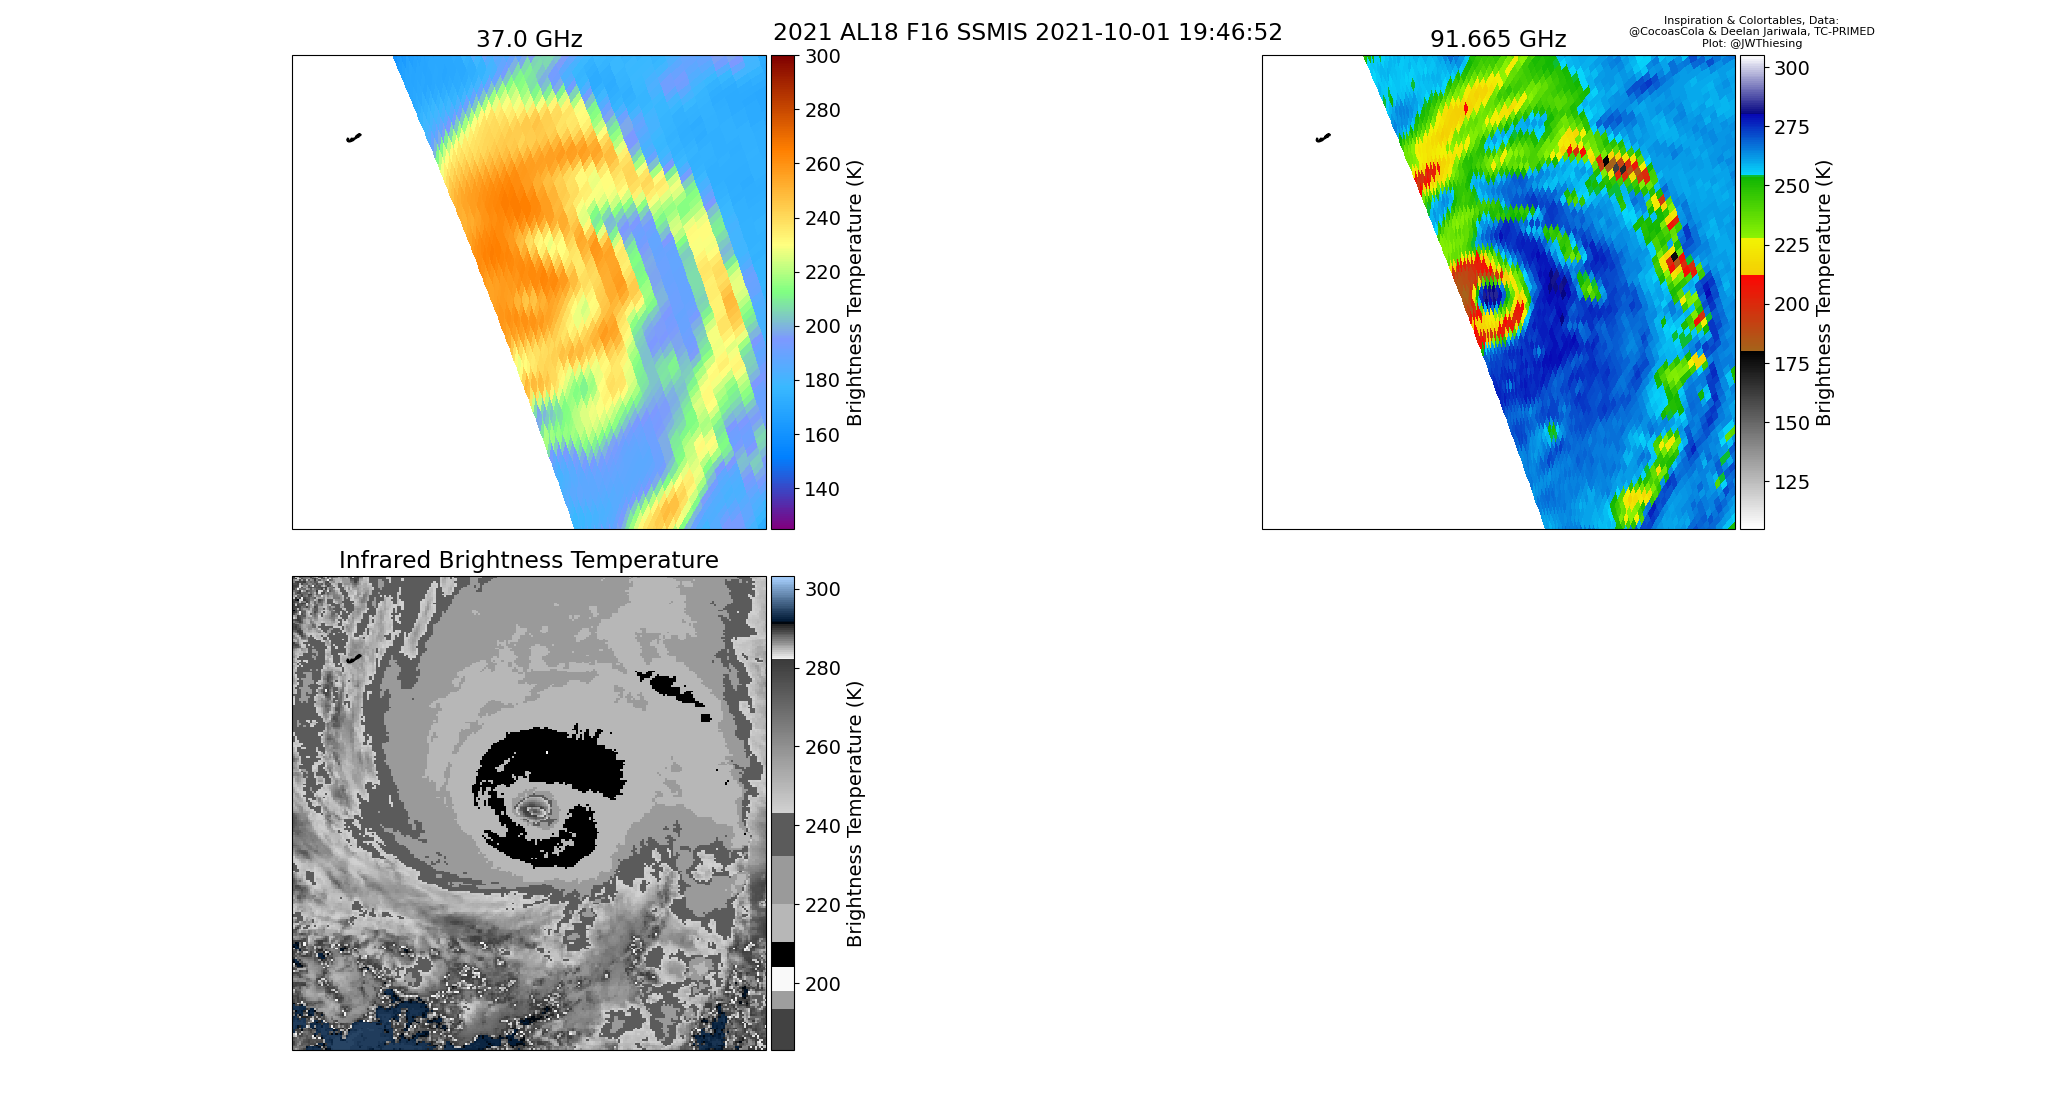 2021 AL18 F16 SSMIS 2021-10-01 19:46:52
Inspiration & Colortables, Data:
@CocoasCola & Deelan Jariwala, TC-PRIMED
Plot: @JWThiesing
37.0 GHz
300
280
260
240
220
200
180
160
140
Brightness Temperature (K)
91.665 GHz
300
275
250
225
200
175
150
125
Brightness Temperature (K)
Infrared Brightness Temperature
300
280
260
240
220
200
Brightness Temperature (K)